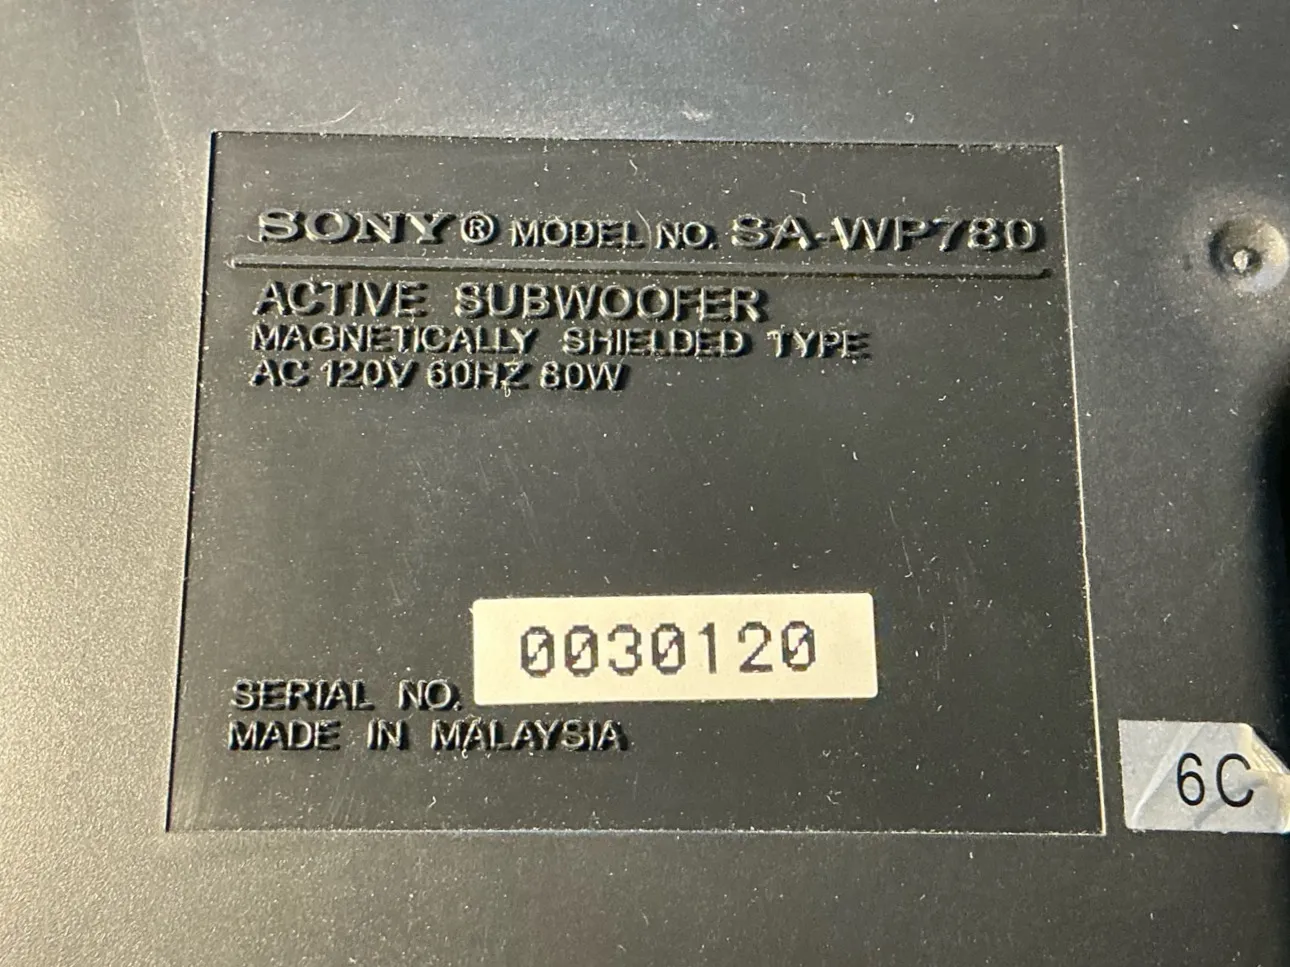 SONY® MODEL NO. SA-WP780
ACTIVE SUBWOOFER
MAGNETICALLY SHIELDED TYPE
AC 120V 60HZ 80W
0030120
SERIAL NO.
MADE IN MALAYSIA
6C